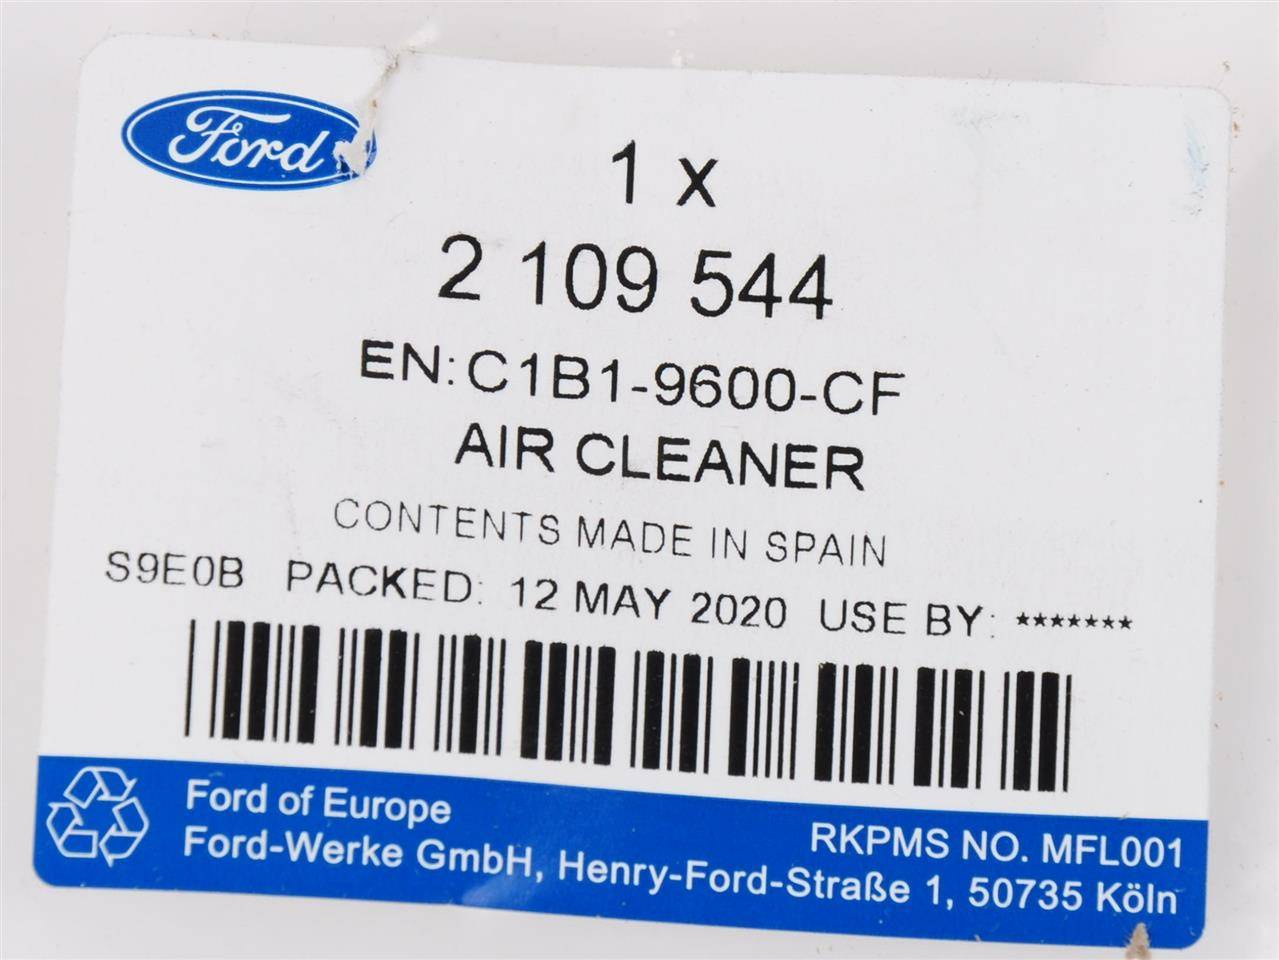 Ford
1 x
2 109 544
EN: C1B1-9600-CF
AIR CLEANER
CONTENTS MADE IN SPAIN
S9E0B PACKED: 12 MAY 2020 USE BY: *******
Ford of Europe
RKPMS NO. MFL001
Ford-Werke GmbH, Henry-Ford-Straße 1, 50735 Köln